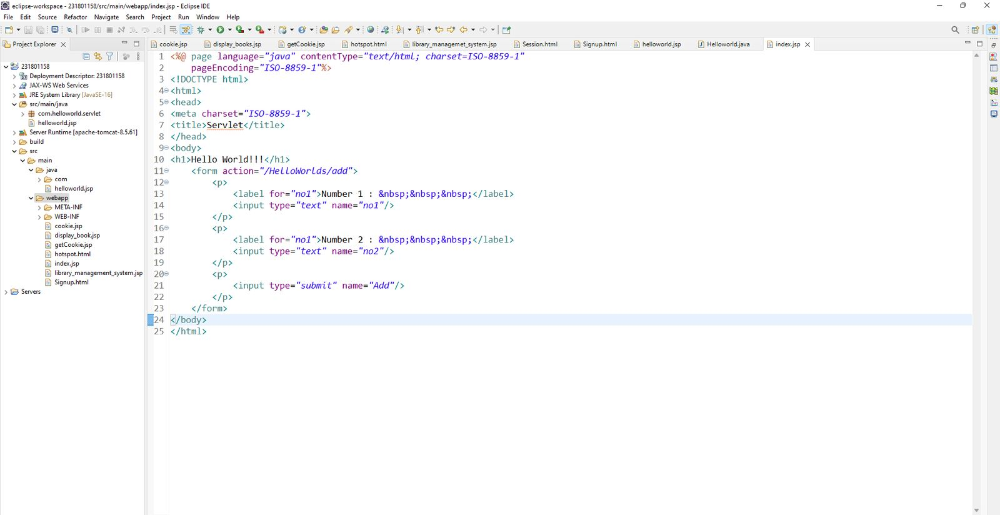 eclipse-workspace - 231801158/src/main/webapp/index.jsp - Eclipse IDE
File Edit Source Refactor Navigate Search Project Run Window Help
Project Explorer
cookie.jsp display_books.jsp getCookie.jsp hotspot.html library_managemet_system.jsp Session.html Signup.html helloworld.jsp Helloworld.java index.jsp
231801158
Deployment Descriptor: 231801158
JAX-WS Web Services
JRE System Library [JavaSE-16]
src/main/java
com.helloworld.servlet
helloworld.jsp
Server Runtime [apache-tomcat-8.5.61]
build
src
main
java
com
helloworld.jsp
webapp
META-INF
WEB-INF
cookie.jsp
display_book.jsp
getCookie.jsp
hotspot.html
index.jsp
library_management_system.jsp
Signup.html
Servers
1 <%@ page language="java" contentType="text/html; charset=ISO-8859-1"
2     pageEncoding="ISO-8859-1"%>
3 <!DOCTYPE html>
4 <html>
5 <head>
6 <meta charset="ISO-8859-1">
7 <title>Servlet</title>
8 </head>
9 <body>
10 <h1>Hello World!!!</h1>
11     <form action="/HelloWorlds/add">
12         <p>
13             <label for="no1">Number 1 : &nbsp;&nbsp;&nbsp;</label>
14             <input type="text" name="no1"/>
15         </p>
16         <p>
17             <label for="no1">Number 2 : &nbsp;&nbsp;&nbsp;</label>
18             <input type="text" name="no2"/>
19         </p>
20         <p>
21             <input type="submit" name="Add"/>
22         </p>
23     </form>
24 </body>
25 </html>